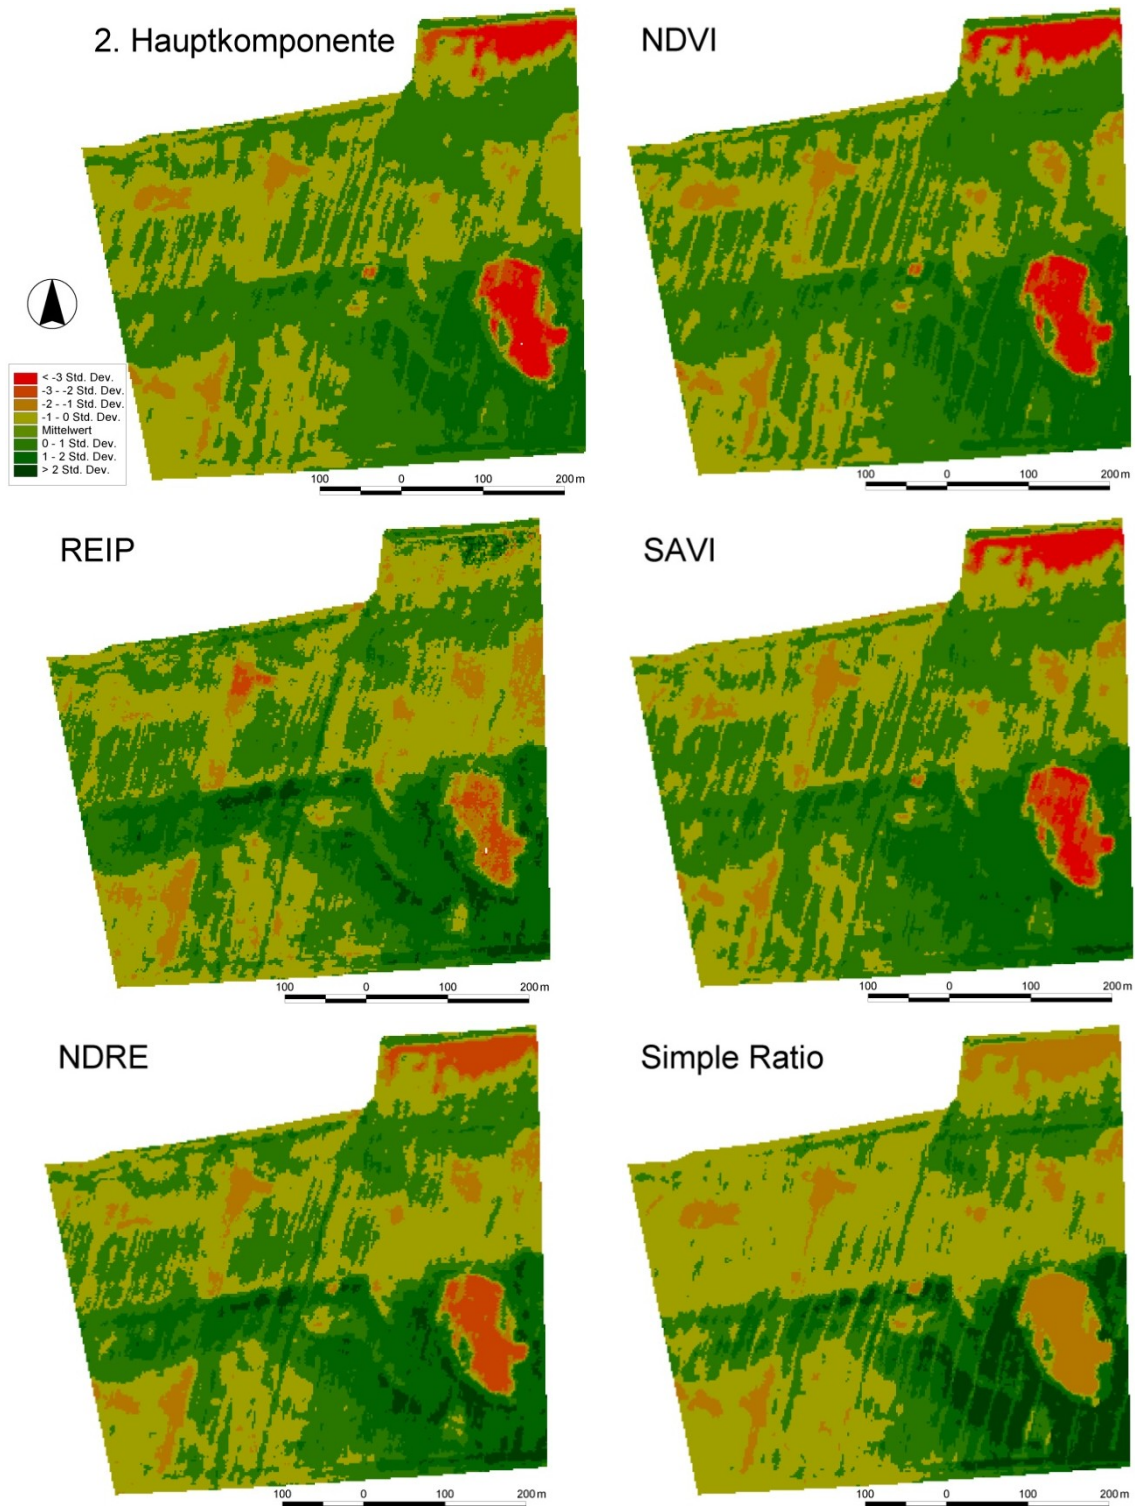 2. Hauptkomponente
NDVI
< -3 Std. Dev.
-3 - -2 Std. Dev.
-2 - -1 Std. Dev.
-1 - 0 Std. Dev.
Mittelwert
0 - 1 Std. Dev.
1 - 2 Std. Dev.
> 2 Std. Dev.
100 0 100 200 m
100 0 100 200 m
REIP
SAVI
100 0 100 200 m
100 0 100 200 m
NDRE
Simple Ratio
100 0 100 200 m
100 0 100 200 m